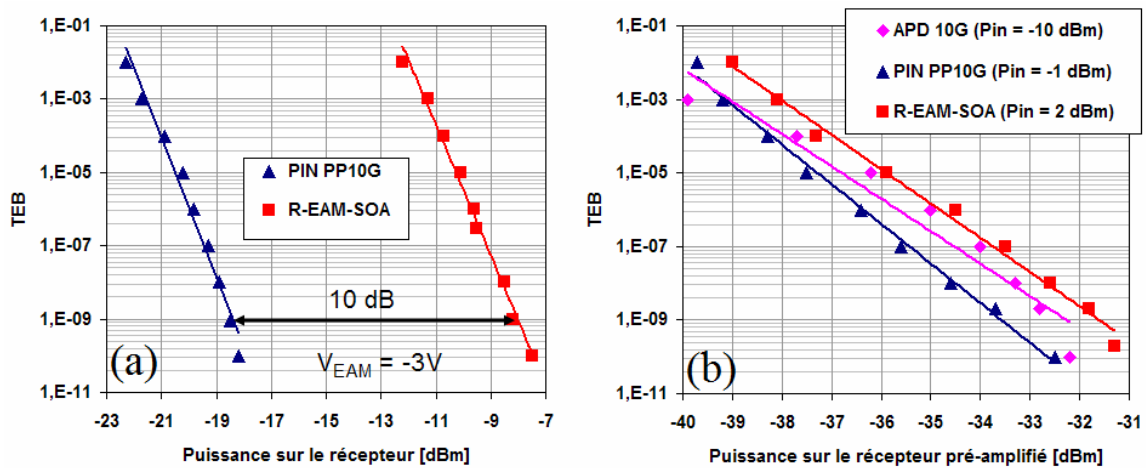 1,E-01
1,E-03
1,E-05
1,E-07
1,E-09
1,E-11
TEB
PIN PP10G
R-EAM-SOA
10 dB
(a)
VEAM = -3V
-23 -21 -19 -17 -15 -13 -11 -9 -7
Puissance sur le récepteur [dBm]
1,E-01
1,E-03
1,E-05
1,E-07
1,E-09
1,E-11
TEB
APD 10G (Pin = -10 dBm)
PIN PP10G (Pin = -1 dBm)
R-EAM-SOA (Pin = 2 dBm)
(b)
-40 -39 -38 -37 -36 -35 -34 -33 -32 -31
Puissance sur le récepteur pré-amplifié [dBm]